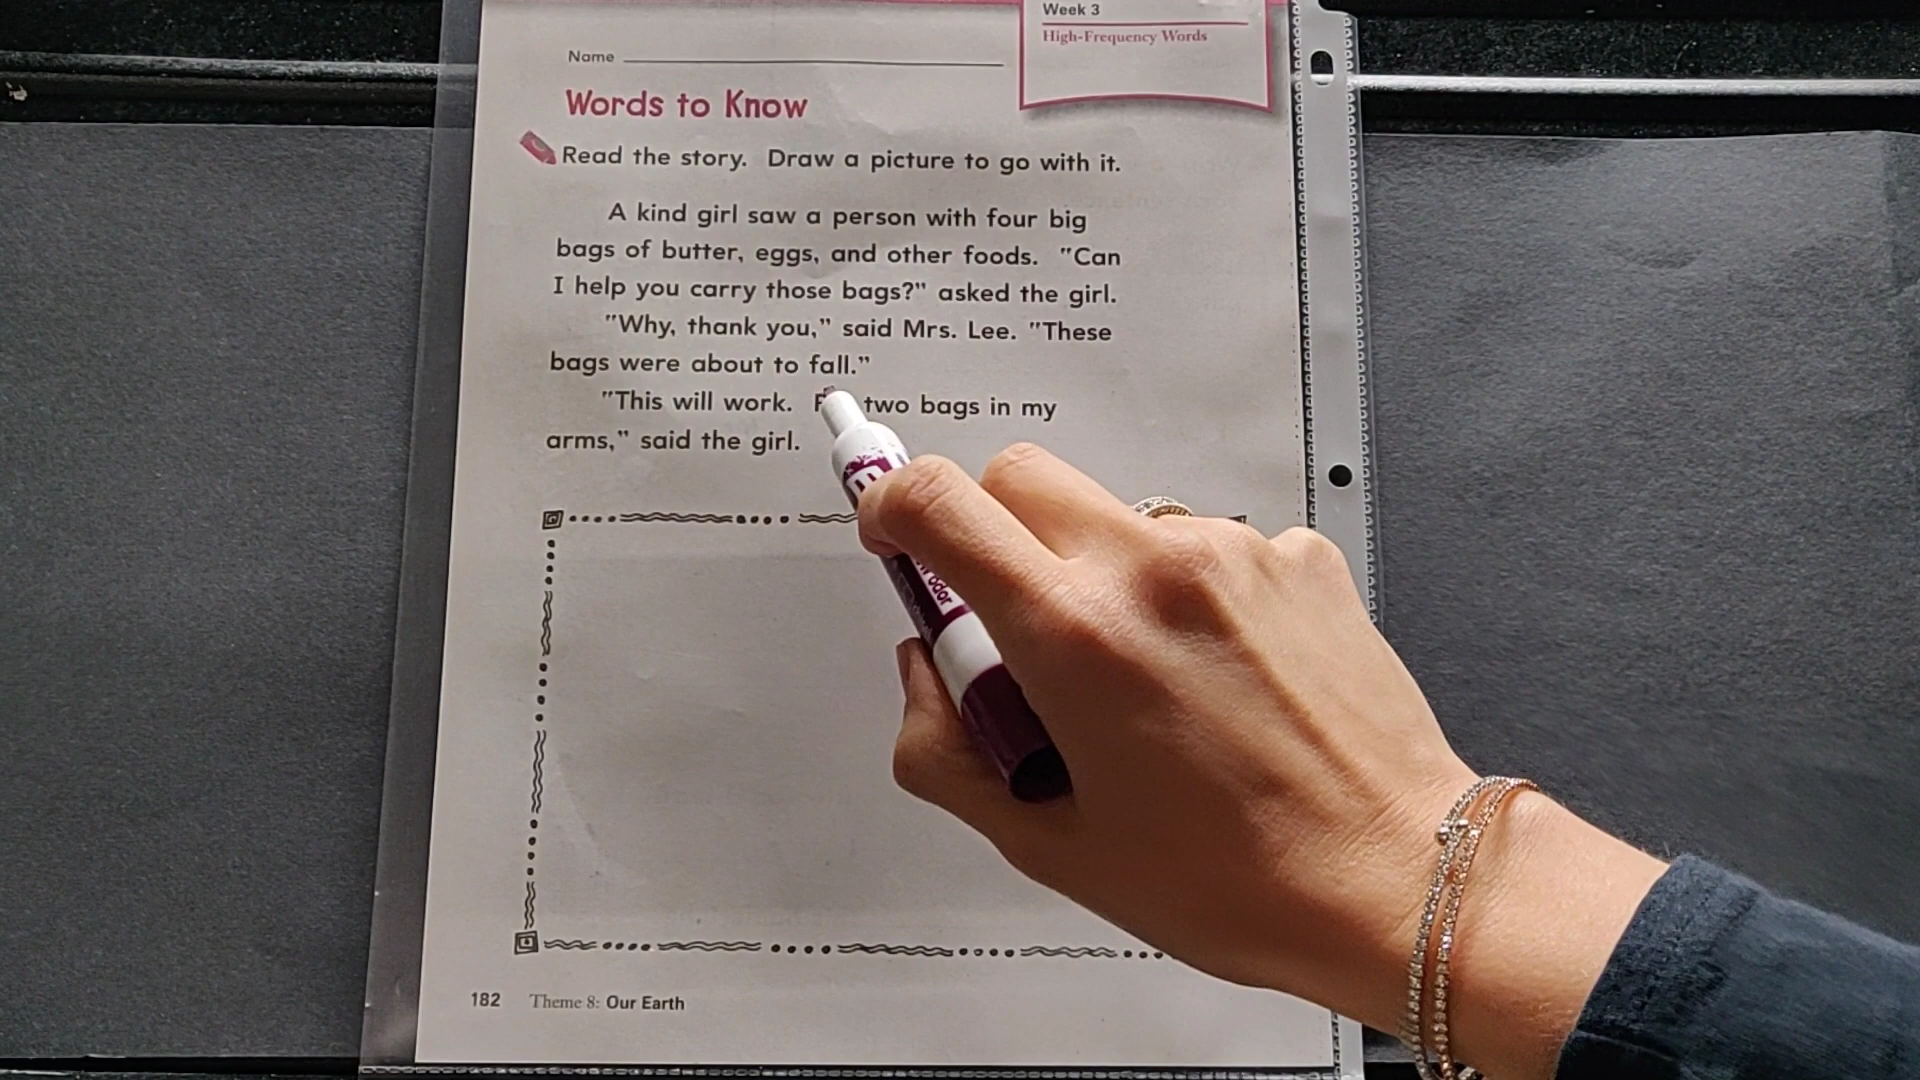 Week 3
High-Frequency Words
Name
Words to Know
Read the story. Draw a picture to go with it.
A kind girl saw a person with four big
bags of butter, eggs, and other foods. "Can
I help you carry those bags?" asked the girl.
"Why, thank you," said Mrs. Lee. "These
bags were about to fall."
"This will work. two bags in my
arms," said the girl.
odor
182 Theme 8: Our Earth